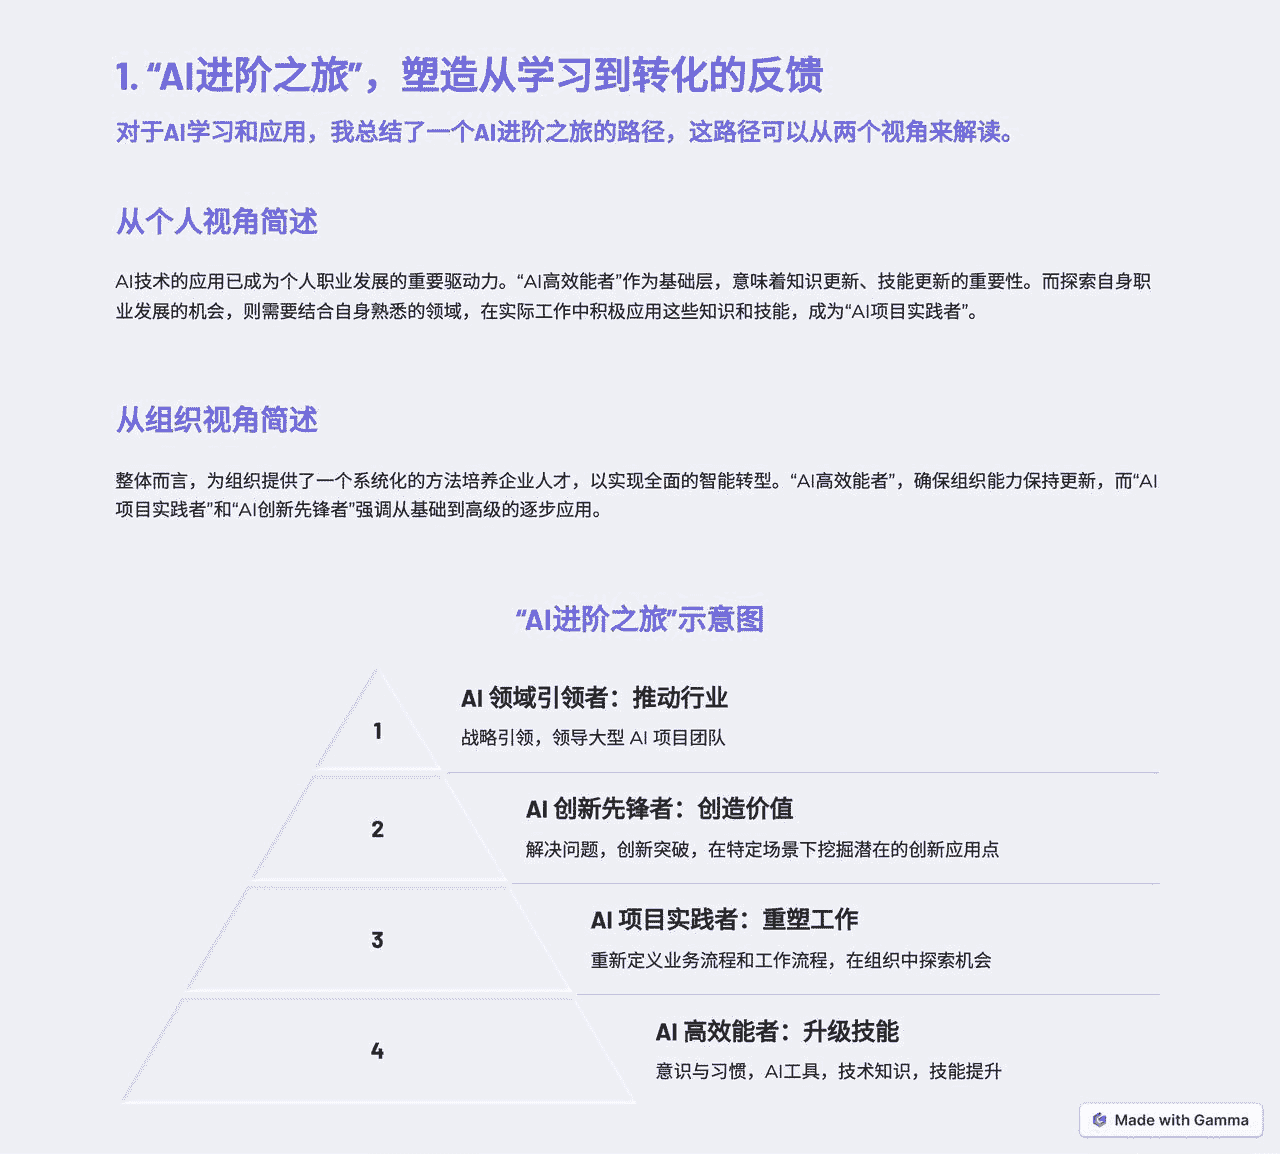 1. “AI进阶之旅”，塑造从学习到转化的反馈
对于AI学习和应用，我总结了一个AI进阶之旅的路径，这路径可以从两个视角来解读。
从个人视角简述
AI技术的应用已成为个人职业发展的重要驱动力。“AI高效能者”作为基础层，意味着知识更新、技能更新的重要性。而探索自身职
业发展的机会，则需要结合自身熟悉的领域，在实际工作中积极应用这些知识和技能，成为“AI项目实践者”。
从组织视角简述
整体而言，为组织提供了一个系统化的方法培养企业人才，以实现全面的智能转型。“AI高效能者”，确保组织能力保持更新，而“AI
项目实践者”和“AI创新先锋者”强调从基础到高级的逐步应用。
“AI进阶之旅”示意图
1
AI 领域引领者：推动行业
战略引领，领导大型 AI 项目团队
2
AI 创新先锋者：创造价值
解决问题，创新突破，在特定场景下挖掘潜在的创新应用点
3
AI 项目实践者：重塑工作
重新定义业务流程和工作流程，在组织中探索机会
4
AI 高效能者：升级技能
意识与习惯，AI工具，技术知识，技能提升
Made with Gamma